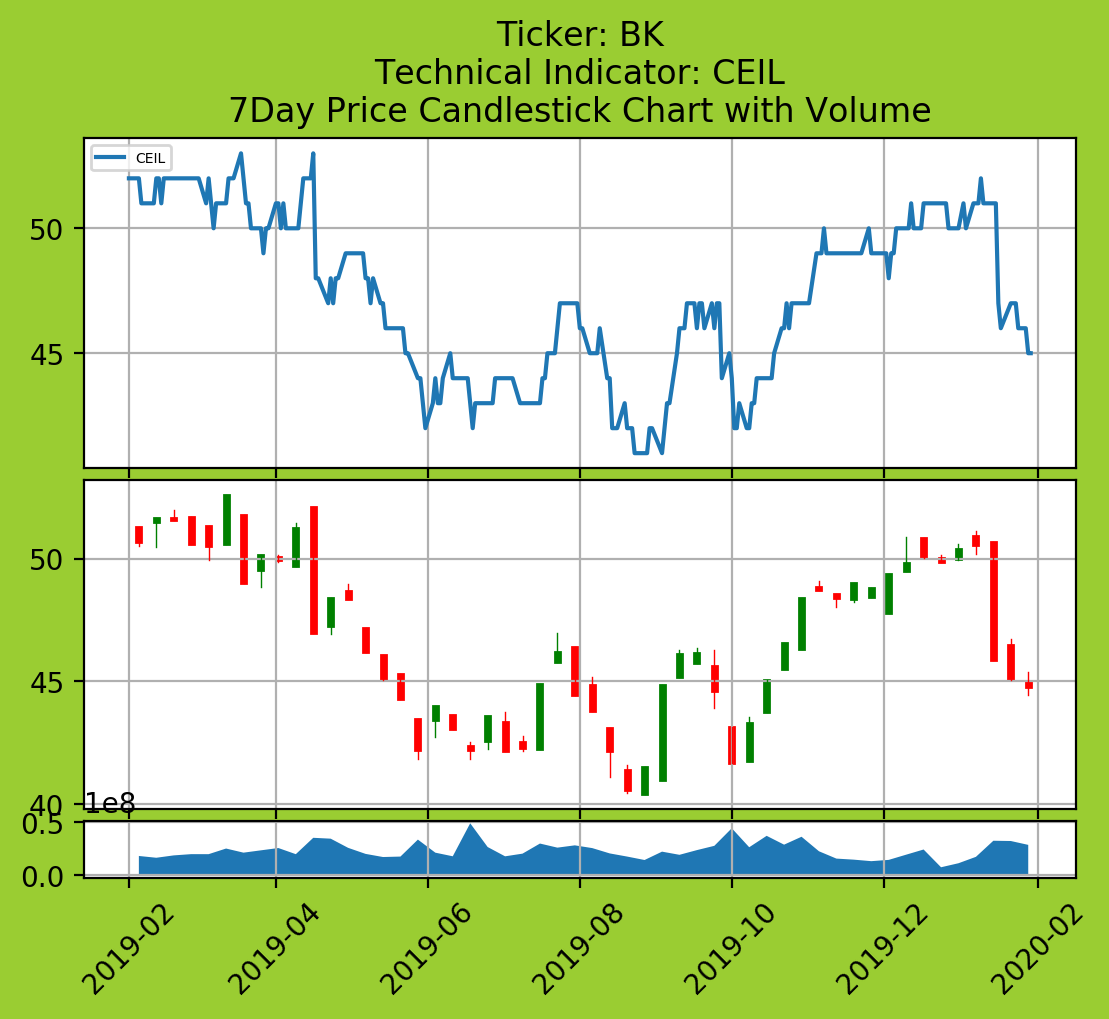 Ticker: BK
Technical Indicator: CEIL
7Day Price Candlestick Chart with Volume
CEIL
50
45
50
45
40
1e8
0.5
0.0
2019-02
2019-04
2019-06
2019-08
2019-10
2019-12
2020-02